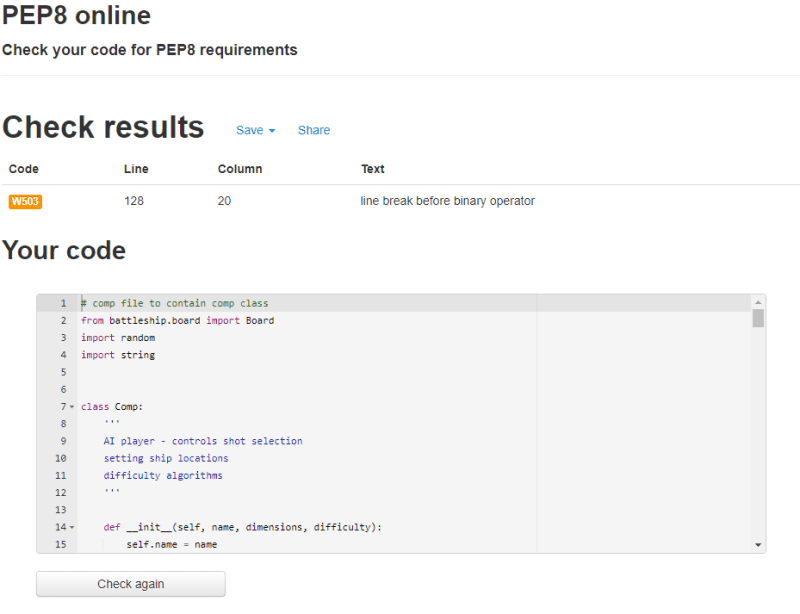 PEP8 online
Check your code for PEP8 requirements
Check results Save Share
Code Line Column Text
W503 128 20 line break before binary operator
Your code
1 # comp file to contain comp class
2 from battleship.board import Board
3 import random
4 import string
5
6
7 class Comp:
8 '''
9 AI player - controls shot selection
10 setting ship locations
11 difficulty algorithms
12 '''
13
14 def __init__(self, name, dimensions, difficulty):
15 self.name = name
Check again